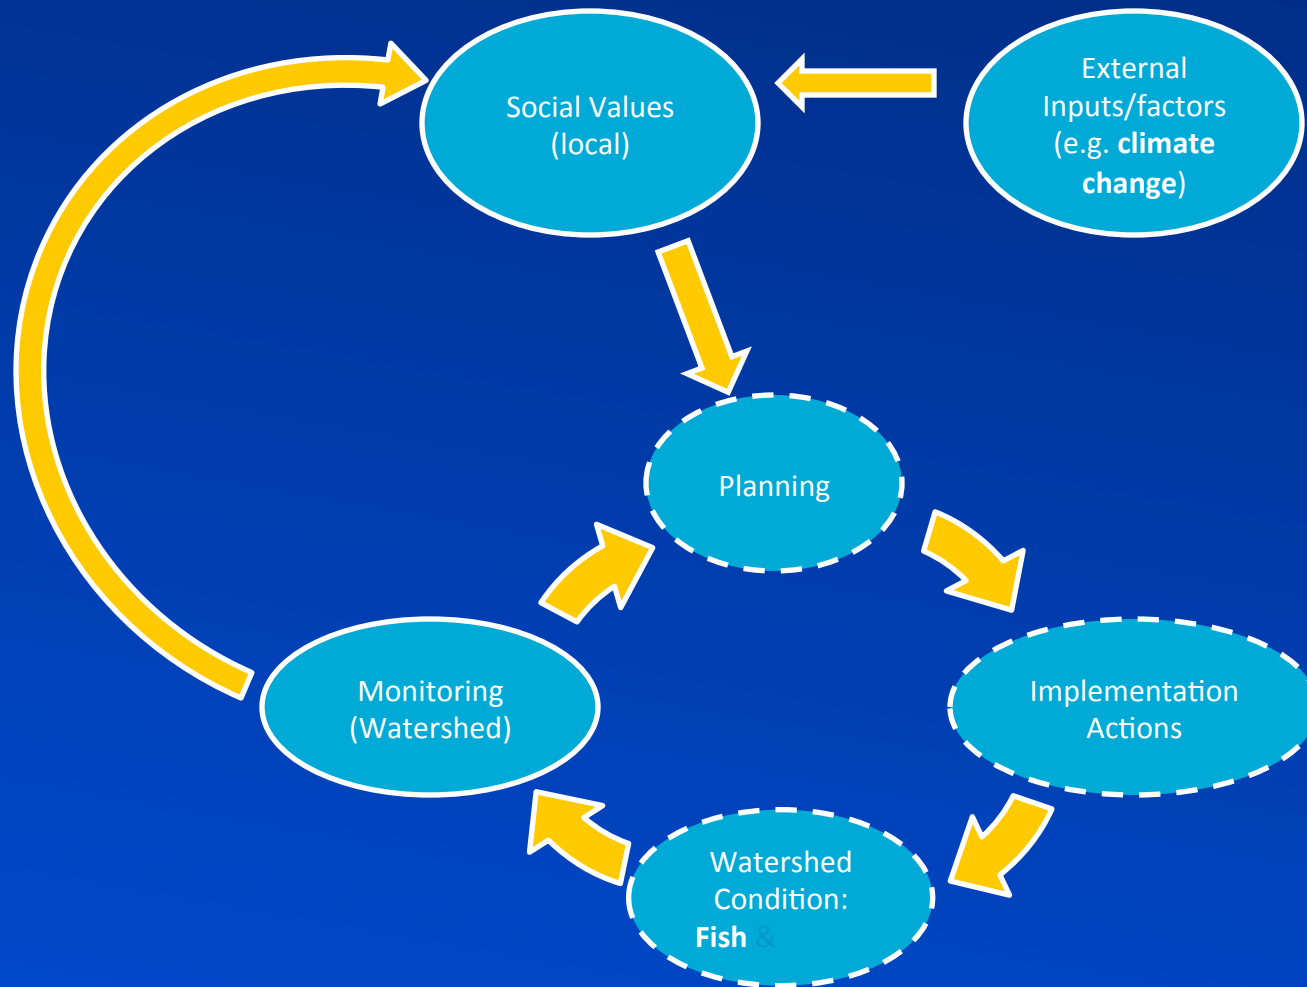 Social Values
(local)
External
Inputs/factors
(e.g. climate
change)
Planning
Monitoring
(Watershed)
Implementation
Actions
Watershed
Condition:
Fish &